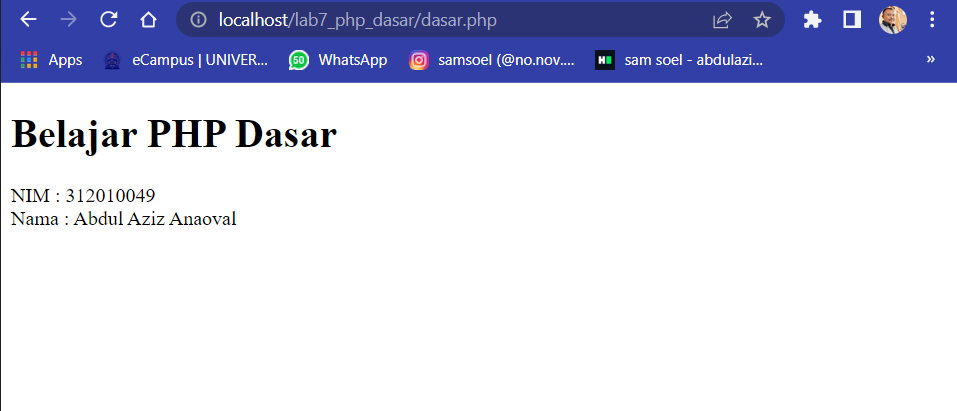 localhost/lab7_php_dasar/dasar.php
Apps eCampus | UNIVER... 50 WhatsApp samsoel (@no.nov.... H sam soel - abdulazi... »
Belajar PHP Dasar
NIM : 312010049
Nama : Abdul Aziz Anaoval